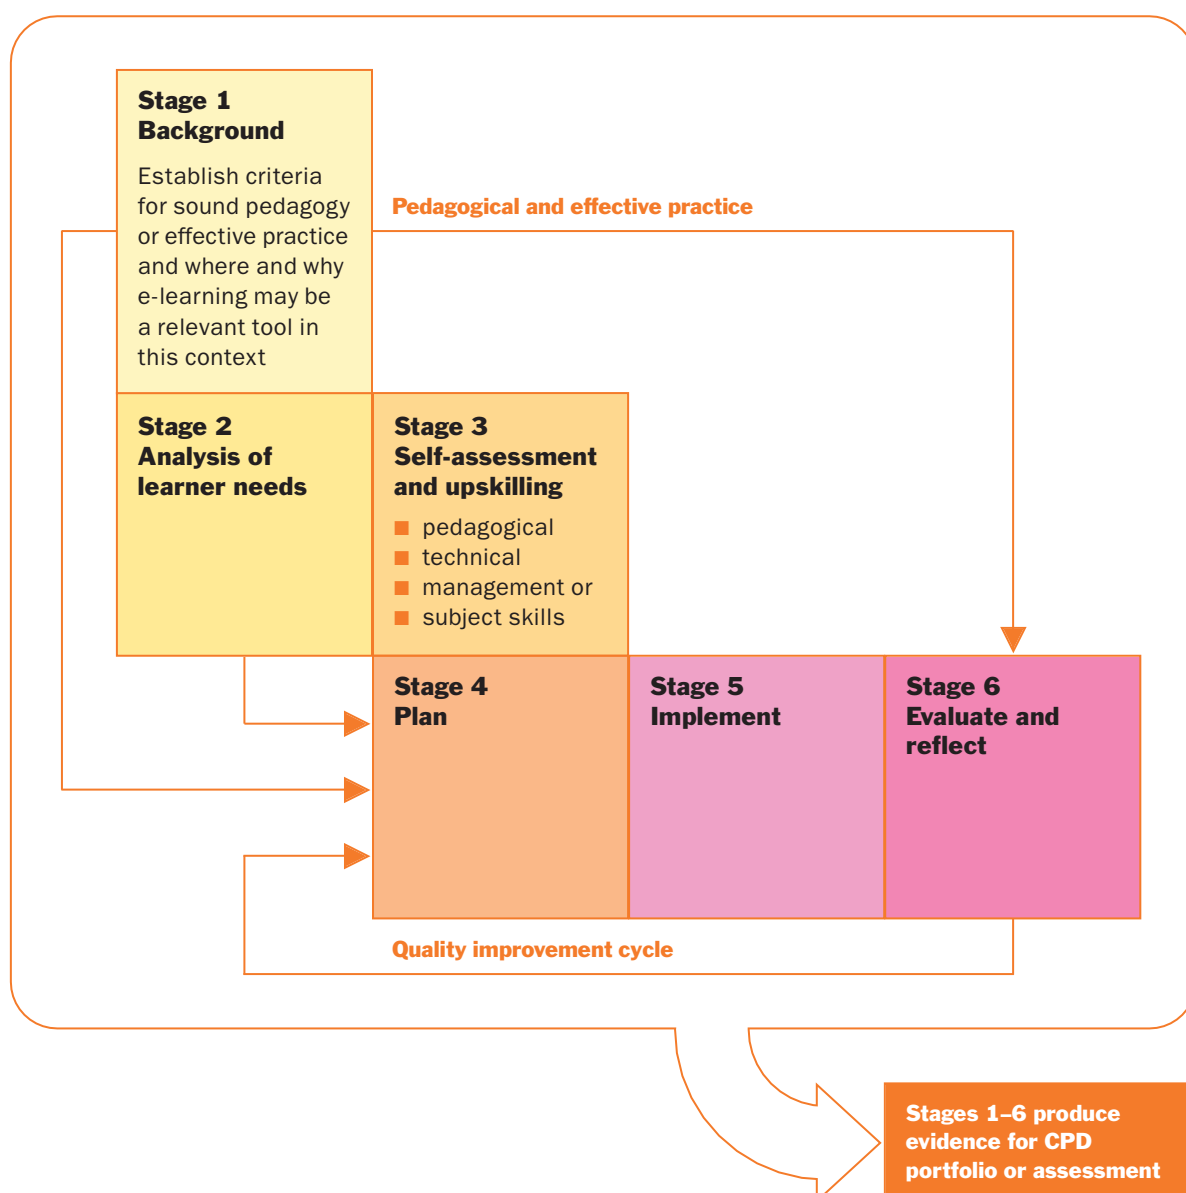 Stage 1
Background
Establish criteria
for sound pedagogy
or effective practice
and where and why
e-learning may be
a relevant tool in
this context
Pedagogical and effective practice
Stage 2
Analysis of
learner needs
Stage 3
Self-assessment
and upskilling
pedagogical
technical
management or
subject skills
Stage 4
Plan
Stage 5
Implement
Stage 6
Evaluate and
reflect
Quality improvement cycle
Stages 1–6 produce
evidence for CPD
portfolio or assessment